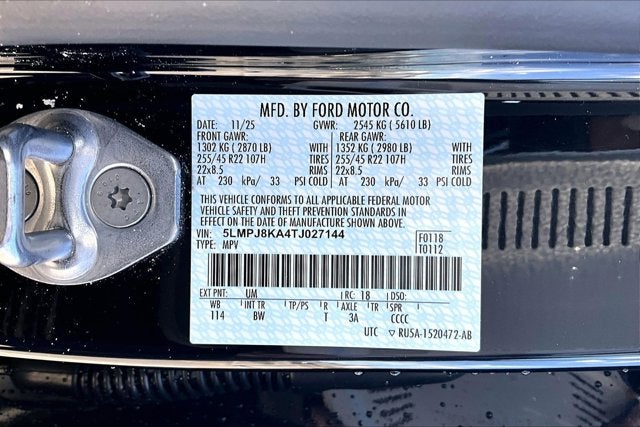 MFD. BY FORD MOTOR CO.
DATE: 11/25 GVWR: 2545 KG ( 5610 LB)
FRONT GAWR: REAR GAWR:
1302 KG ( 2870 LB) WITH 1352 KG ( 2980 LB) WITH
255/45 R22 107H TIRES 255/45 R22 107H TIRES
22x8.5 RIMS 22x8.5 RIMS
AT 230 kPa/ 33 PSI COLD AT 230 kPa/ 33 PSI COLD
THIS VEHICLE CONFORMS TO ALL APPLICABLE FEDERAL MOTOR
VEHICLE SAFETY AND THEFT PREVENTION STANDARDS IN
EFFECT ON THE DATE OF MANUFACTURE SHOWN ABOVE.
VIN: 5LMPJ8KA4TJ027144 F0118
TYPE: MPV T0112
EXT PNT: UM RC: 18 DSO:
WB INT TR TP/PS R AXLE TR SPR
114 BW T 3A CCCC
UTC ▽ RU5A-1520472-AB